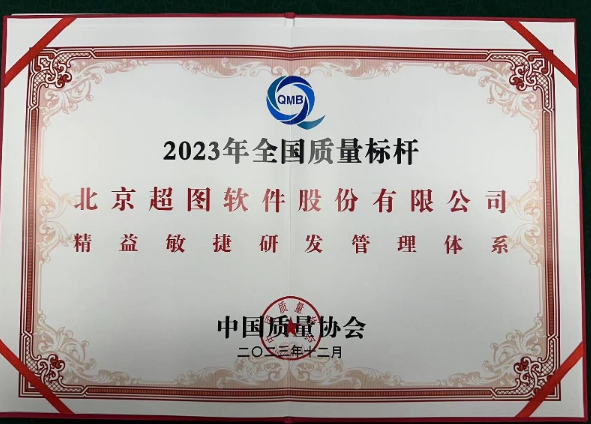 QMB
2023年全国质量标杆
北京超图软件股份有限公司
精益敏捷研发管理体系
中国质量协会
二〇二三年十二月